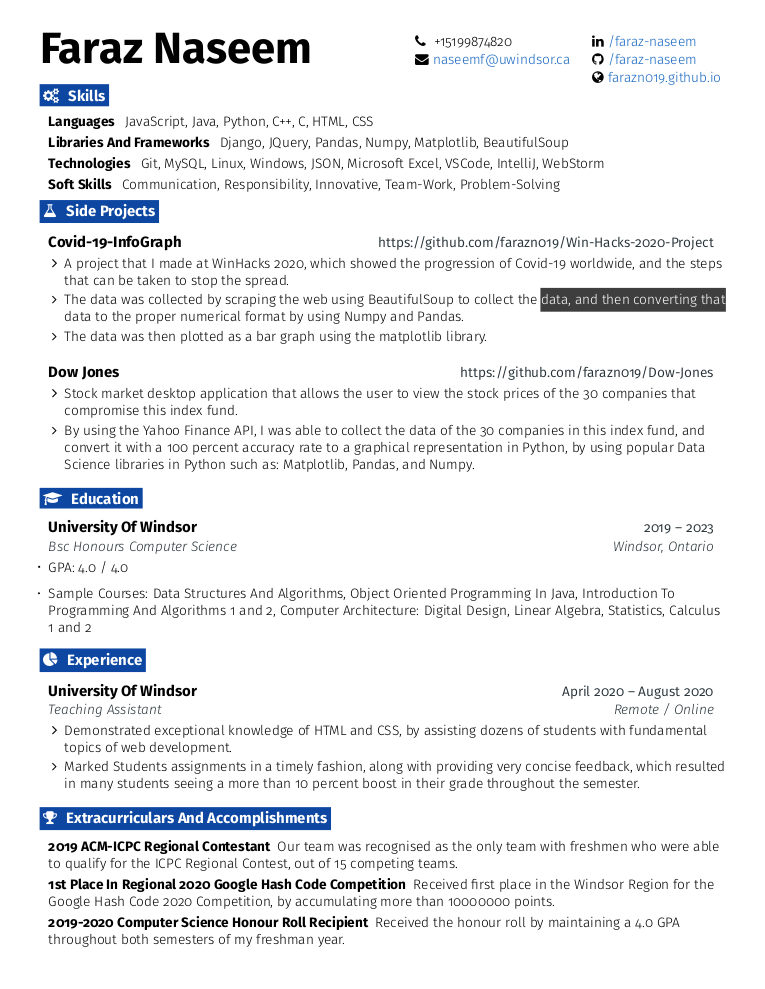 Faraz Naseem
+15199874820
naseemf@uwindsor.ca
/faraz-naseem
/faraz-naseem
farazn019.github.io
Skills
Languages JavaScript, Java, Python, C++, C, HTML, CSS
Libraries And Frameworks Django, JQuery, Pandas, Numpy, Matplotlib, BeautifulSoup
Technologies Git, MySQL, Linux, Windows, JSON, Microsoft Excel, VSCode, IntelliJ, WebStorm
Soft Skills Communication, Responsibility, Innovative, Team-Work, Problem-Solving
Side Projects
Covid-19-InfoGraph https://github.com/farazn019/Win-Hacks-2020-Project
A project that I made at WinHacks 2020, which showed the progression of Covid-19 worldwide, and the steps
that can be taken to stop the spread.
The data was collected by scraping the web using BeautifulSoup to collect the data, and then converting that
data to the proper numerical format by using Numpy and Pandas.
The data was then plotted as a bar graph using the matplotlib library.
Dow Jones https://github.com/farazn019/Dow-Jones
Stock market desktop application that allows the user to view the stock prices of the 30 companies that
compromise this index fund.
By using the Yahoo Finance API, I was able to collect the data of the 30 companies in this index fund, and
convert it with a 100 percent accuracy rate to a graphical representation in Python, by using popular Data
Science libraries in Python such as: Matplotlib, Pandas, and Numpy.
Education
University Of Windsor 2019 – 2023
Bsc Honours Computer Science Windsor, Ontario
· GPA: 4.0 / 4.0
· Sample Courses: Data Structures And Algorithms, Object Oriented Programming In Java, Introduction To
Programming And Algorithms 1 and 2, Computer Architecture: Digital Design, Linear Algebra, Statistics, Calculus
1 and 2
Experience
University Of Windsor April 2020 – August 2020
Teaching Assistant Remote / Online
Demonstrated exceptional knowledge of HTML and CSS, by assisting dozens of students with fundamental
topics of web development.
Marked Students assignments in a timely fashion, along with providing very concise feedback, which resulted
in many students seeing a more than 10 percent boost in their grade throughout the semester.
Extracurriculars And Accomplishments
2019 ACM-ICPC Regional Contestant Our team was recognised as the only team with freshmen who were able
to qualify for the ICPC Regional Contest, out of 15 competing teams.
1st Place In Regional 2020 Google Hash Code Competition Received first place in the Windsor Region for the
Google Hash Code 2020 Competition, by accumulating more than 10000000 points.
2019-2020 Computer Science Honour Roll Recipient Received the honour roll by maintaining a 4.0 GPA
throughout both semesters of my freshman year.